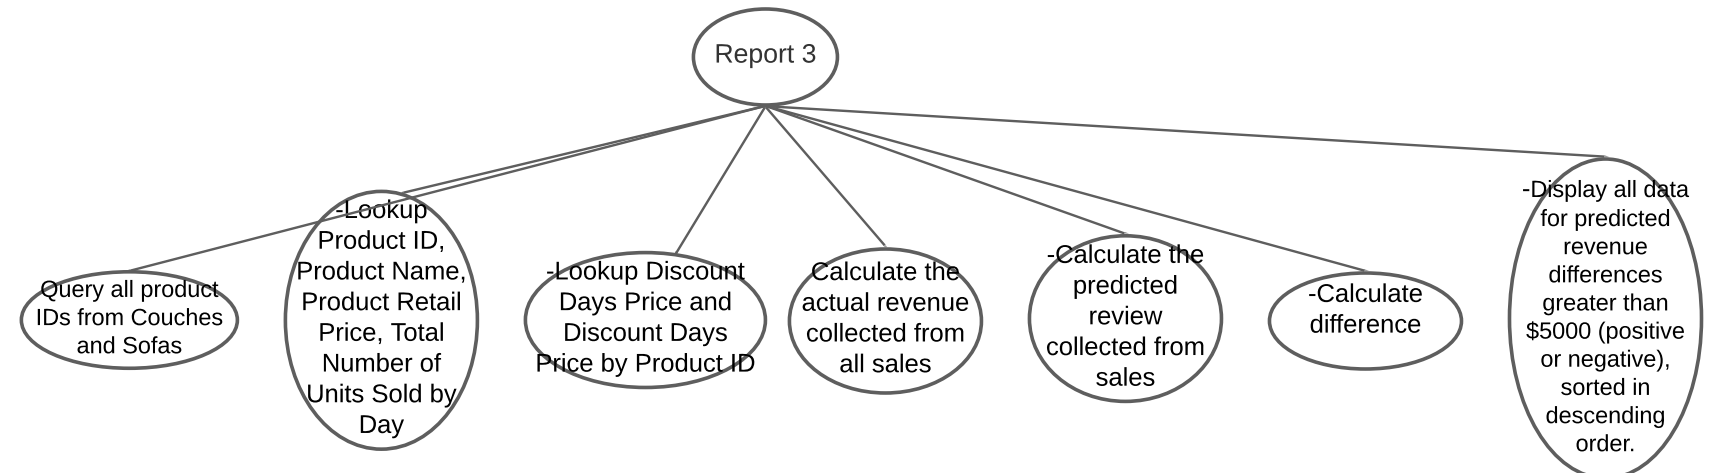 Report 3
Query all product
IDs from Couches
and Sofas
-Lookup
Product ID,
Product Name,
Product Retail
Price, Total
Number of
Units Sold by
Day
-Lookup Discount
Days Price and
Discount Days
Price by Product ID
Calculate the
actual revenue
collected from
all sales
-Calculate the
predicted
review
collected from
sales
-Calculate
difference
-Display all data
for predicted
revenue
differences
greater than
$5000 (positive
or negative),
sorted in
descending
order.